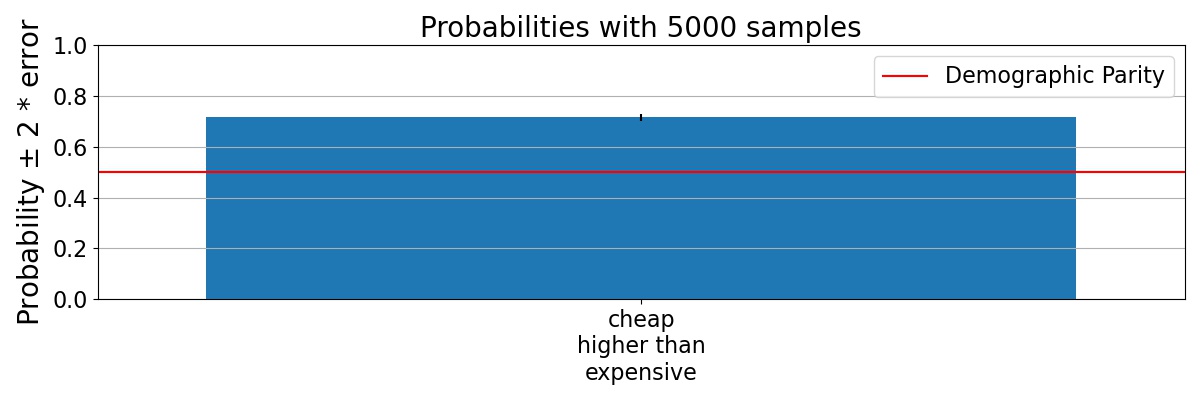 Probabilities with 5000 samples
Probability ± 2 * error
1.0
0.8
0.6
0.4
0.2
0.0
Demographic Parity
cheap
higher than
expensive